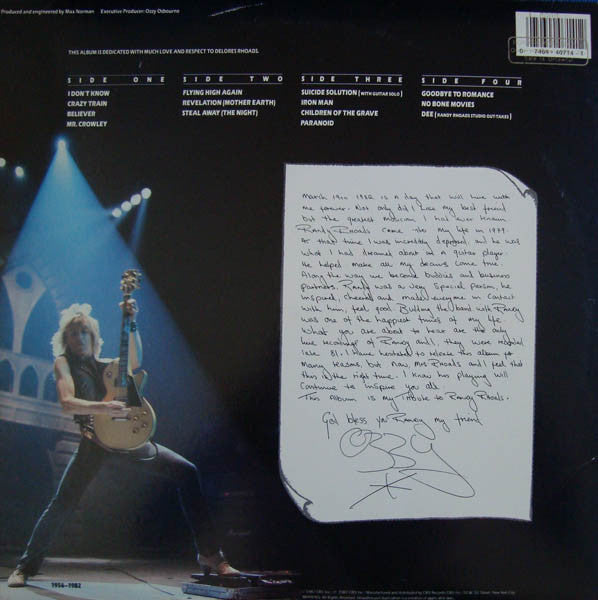 Produced and engineered by Max Norman Executive Producer: Ozzy Osbourne
THIS ALBUM IS DEDICATED WITH MUCH LOVE AND RESPECT TO DELORES RHOADS.
SIDE ONE
I DON'T KNOW
CRAZY TRAIN
BELIEVER
MR. CROWLEY
SIDE TWO
FLYING HIGH AGAIN
REVELATION (MOTHER EARTH)
STEAL AWAY (THE NIGHT)
SIDE THREE
SUICIDE SOLUTION [WITH GUITAR SOLO]
IRON MAN
CHILDREN OF THE GRAVE
PARANOID
SIDE FOUR
GOODBYE TO ROMANCE
NO BONE MOVIES
DEE [RANDY RHOADS STUDIO OUT-TAKES]
0 7464 40714 1
March 19th 1982 is a day that will live with
me forever. Not only did I lose my best friend
but the greatest musician I had ever known
Randy Rhoads came into my life in 1979.
At that time I was incredibly depressed and he was
what I had dreamed about as a guitar player.
He helped make all my dreams come true.
Along the way we became buddies and business
partners. Randy was a very special person, he
inspired, cheered and made everyone in contact
with him, feel good. Building the band with Randy
was one of the happiest times of my life.
What you are about to hear are the only
live recordings of Randy and I, they were recorded
late 81. I have hesitated to release this album for
many reasons, but now Mrs Rhoads and I feel that
this is the right time. I know his playing will
continue to inspire you all.
This Album is my Tribute to Randy Rhoads.
God bless you Randy my friend
OZZY
1956-1982